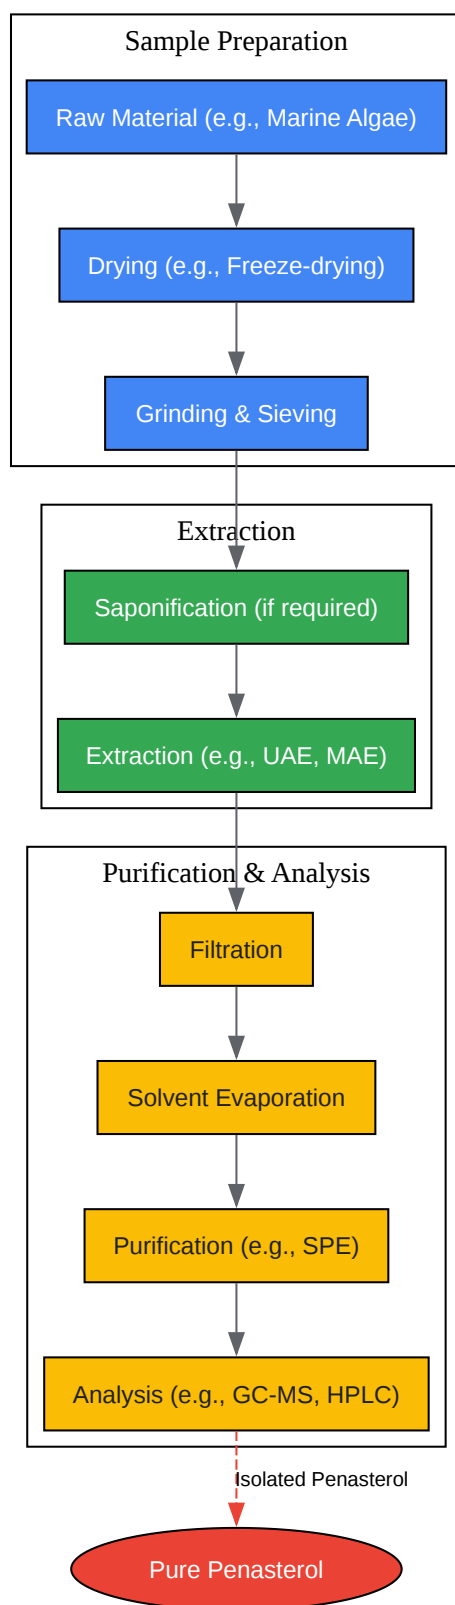 Sample Preparation
Raw Material (e.g., Marine Algae)
Drying (e.g., Freeze-drying)
Grinding & Sieving
Extraction
Saponification (if required)
Extraction (e.g., UAE, MAE)
Purification & Analysis
Filtration
Solvent Evaporation
Purification (e.g., SPE)
Analysis (e.g., GC-MS, HPLC)
Isolated Penasterol
Pure Penasterol